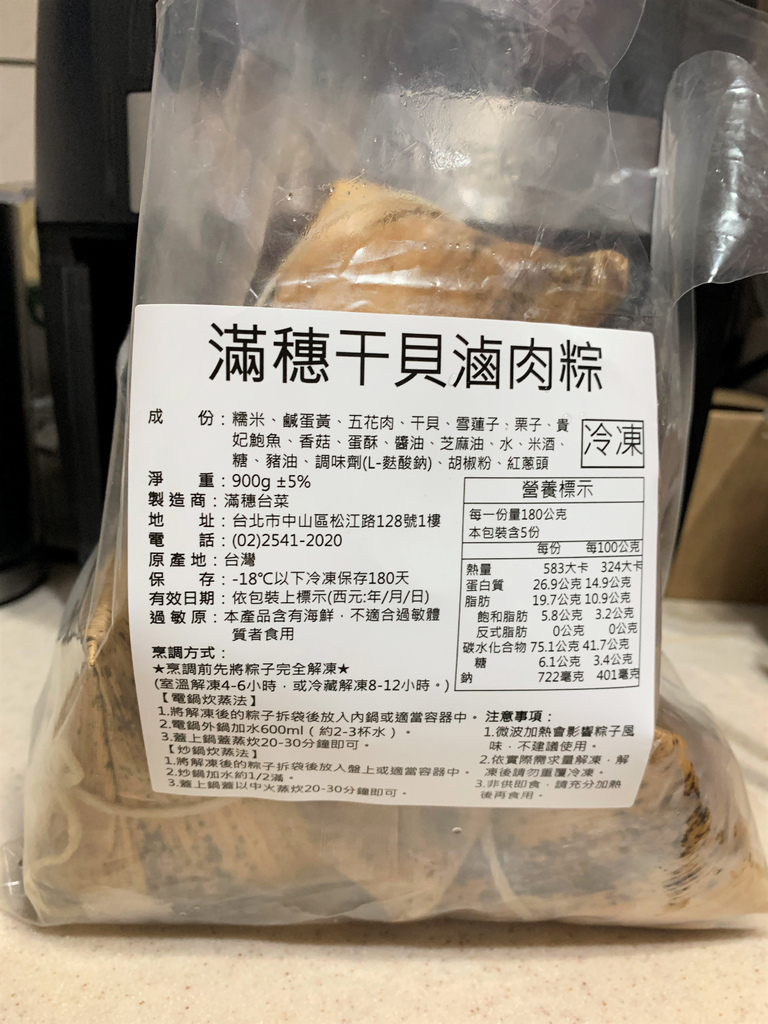 滿穗干貝滷肉粽
成　份：糯米、鹹蛋黃、五花肉、干貝、雪蓮子、栗子、貴
妃鮑魚、香菇、蛋酥、醬油、芝麻油、水、米酒、
糖、豬油、調味劑(L-麩酸鈉)、胡椒粉、紅蔥頭
冷凍
淨　重：900g ±5%
製造商：滿穗台菜
地　址：台北市中山區松江路128號1樓
電　話：(02)2541-2020
原產地：台灣
保　存：-18℃以下冷凍保存180天
有效日期：依包裝上標示(西元:年/月/日)
過敏原：本產品含有海鮮，不適合過敏體
質者食用
營養標示
每一份量180公克
本包裝含5份
每份　每100公克
熱量　583大卡　324大卡
蛋白質　26.9公克 14.9公克
脂肪　19.7公克 10.9公克
飽和脂肪　5.8公克　3.2公克
反式脂肪　0公克　0公克
碳水化合物 75.1公克 41.7公克
糖　6.1公克　3.4公克
鈉　722毫克　401毫克
烹調方式：
★烹調前先將粽子完全解凍★
(室溫解凍4-6小時，或冷藏解凍8-12小時。)
【電鍋炊蒸法】
1.將解凍後的粽子拆袋後放入內鍋或適當容器中。
2.電鍋外鍋加水600ml（約2-3杯水）。
3.蓋上鍋蓋蒸炊20-30分鐘即可。
【炒鍋炊蒸法】
1.將解凍後的粽子拆袋後放入盤上或適當容器中。
2.炒鍋加水約1/2滿。
3.蓋上鍋蓋以中火蒸炊20-30分鐘即可。
注意事項：
1.微波加熱會影響粽子風
味，不建議使用。
2.依實際需求量解凍，解
凍後請勿重覆冷凍。
3.非供即食，請充分加熱
後再食用。